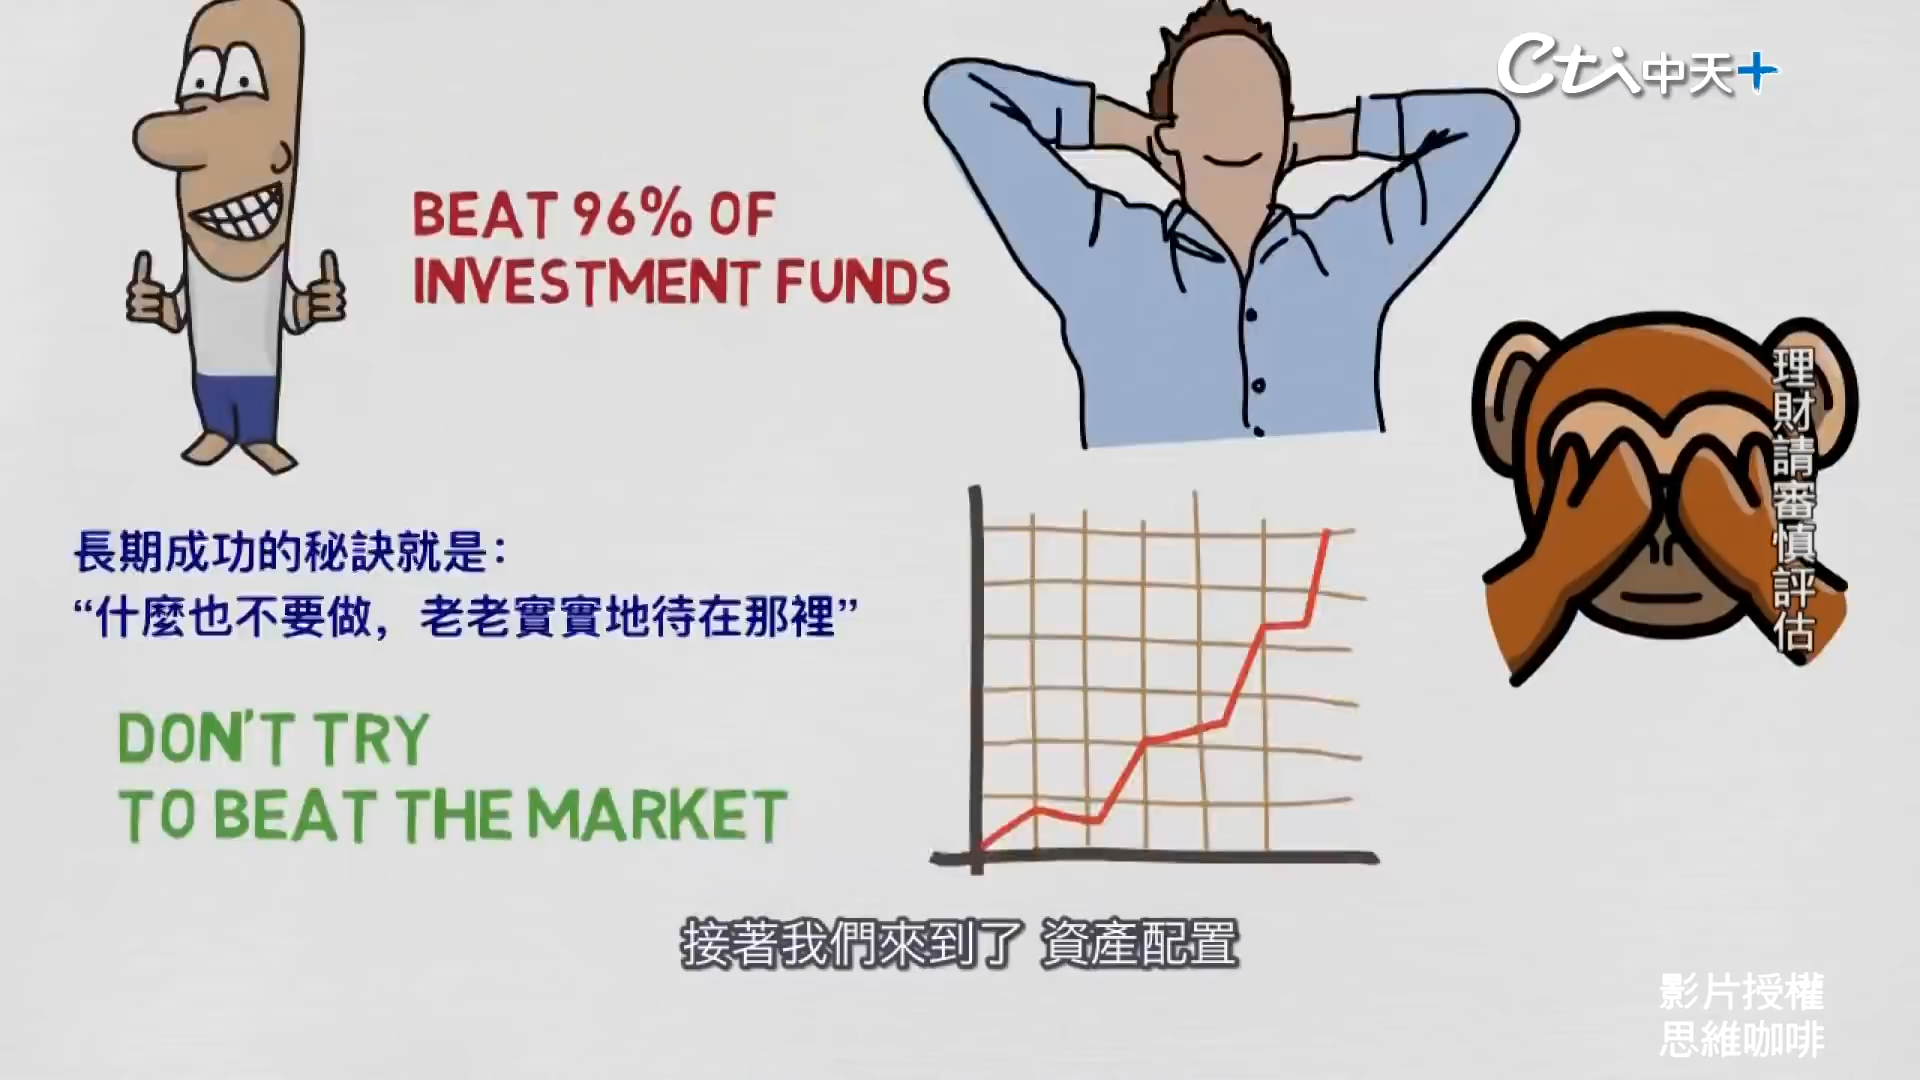 Cti中天+
BEAT 96% OF
INVESTMENT FUNDS
理財請審慎評估
長期成功的秘訣就是：
“什麼也不要做，老老實實地待在那裡”
DON'T TRY
TO BEAT THE MARKET
接著我們來到了 資產配置
影片授權
思維咖啡